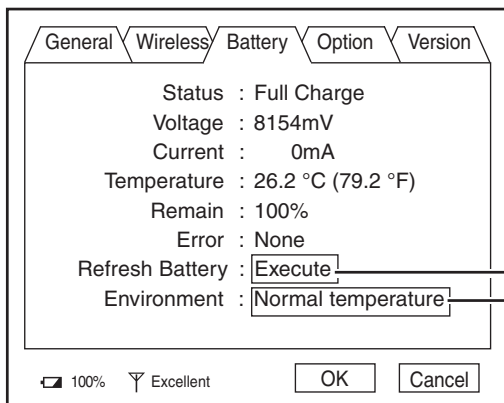 General Wireless Battery Option Version
Status : Full Charge
Voltage : 8154mV
Current : 0mA
Temperature : 26.2 °C (79.2 °F)
Remain : 100%
Error : None
Refresh Battery : Execute
Environment : Normal temperature
100% Excellent OK Cancel